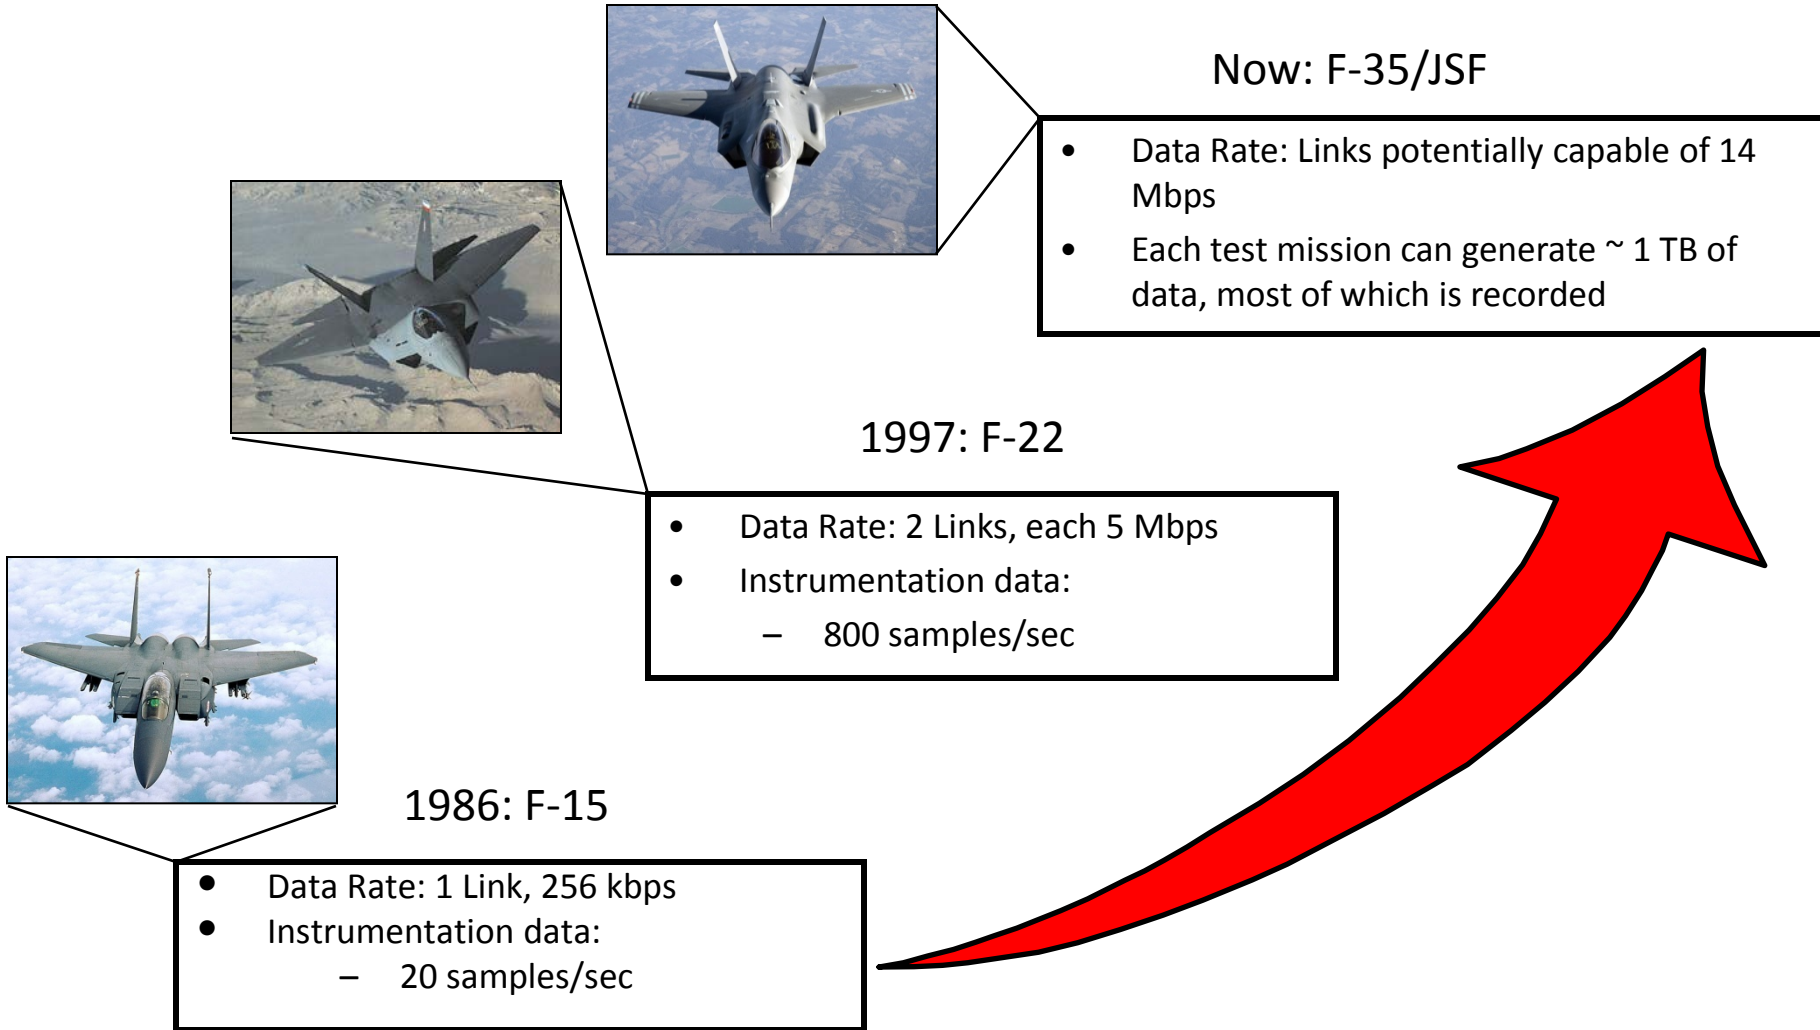 Now: F-35/JSF
• Data Rate: Links potentially capable of 14
Mbps
• Each test mission can generate ~ 1 TB of
data, most of which is recorded
1997: F-22
• Data Rate: 2 Links, each 5 Mbps
• Instrumentation data:
– 800 samples/sec
1986: F-15
• Data Rate: 1 Link, 256 kbps
• Instrumentation data:
– 20 samples/sec